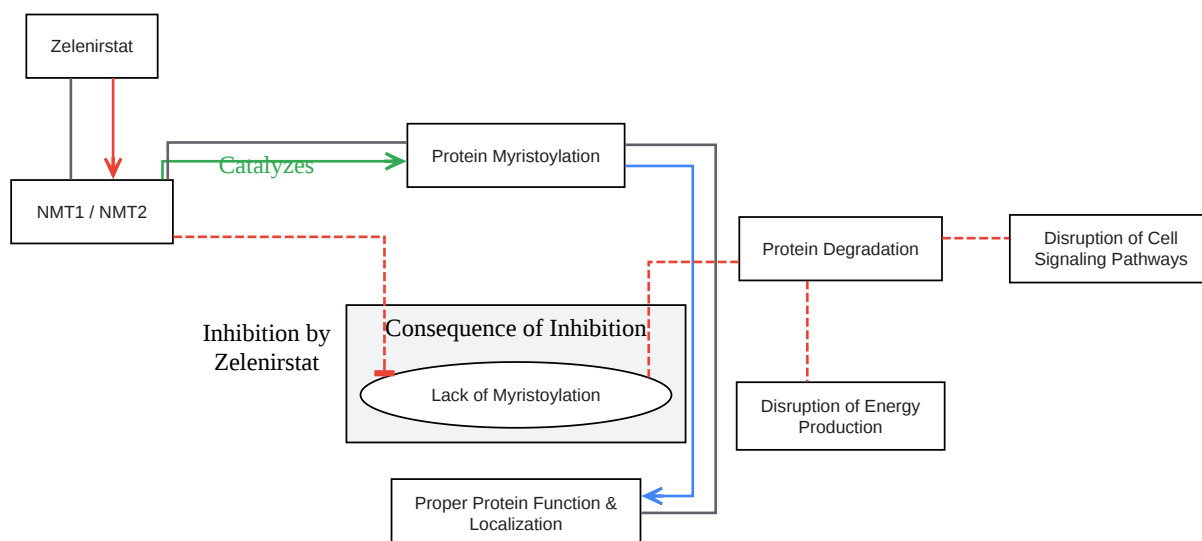 Zelenirstat
Catalyzes
Protein Myristoylation
NMT1 / NMT2
Protein Degradation
Disruption of Cell
Signaling Pathways
Inhibition by
Zelenirstat
Consequence of Inhibition
Lack of Myristoylation
Disruption of Energy
Production
Proper Protein Function &
Localization